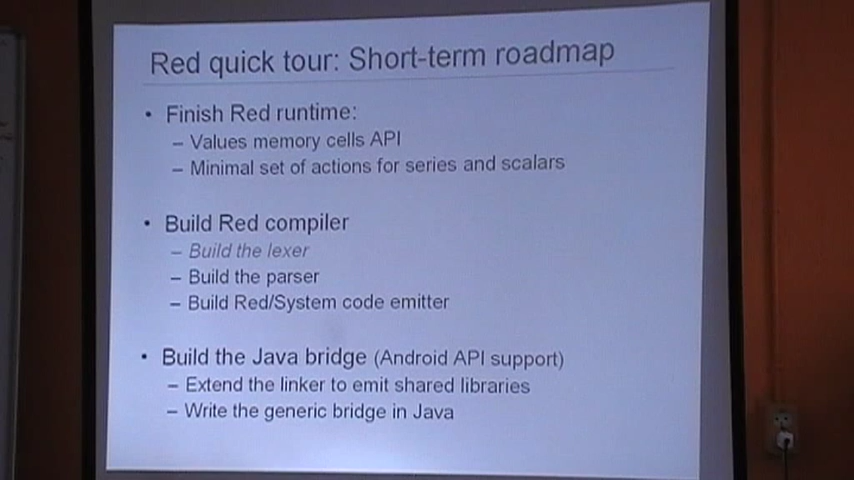 Red quick tour: Short-term roadmap
• Finish Red runtime:
– Values memory cells API
– Minimal set of actions for series and scalars
• Build Red compiler
– Build the lexer
– Build the parser
– Build Red/System code emitter
• Build the Java bridge (Android API support)
– Extend the linker to emit shared libraries
– Write the generic bridge in Java